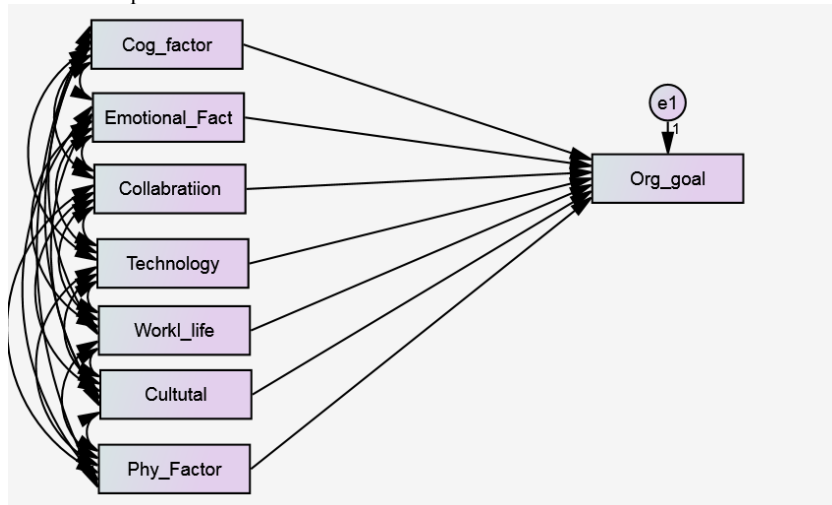 Cog_factor
e1
1
Emotional_Fact
Org_goal
Collabratiion
Technology
Workl_life
Cultutal
Phy_Factor